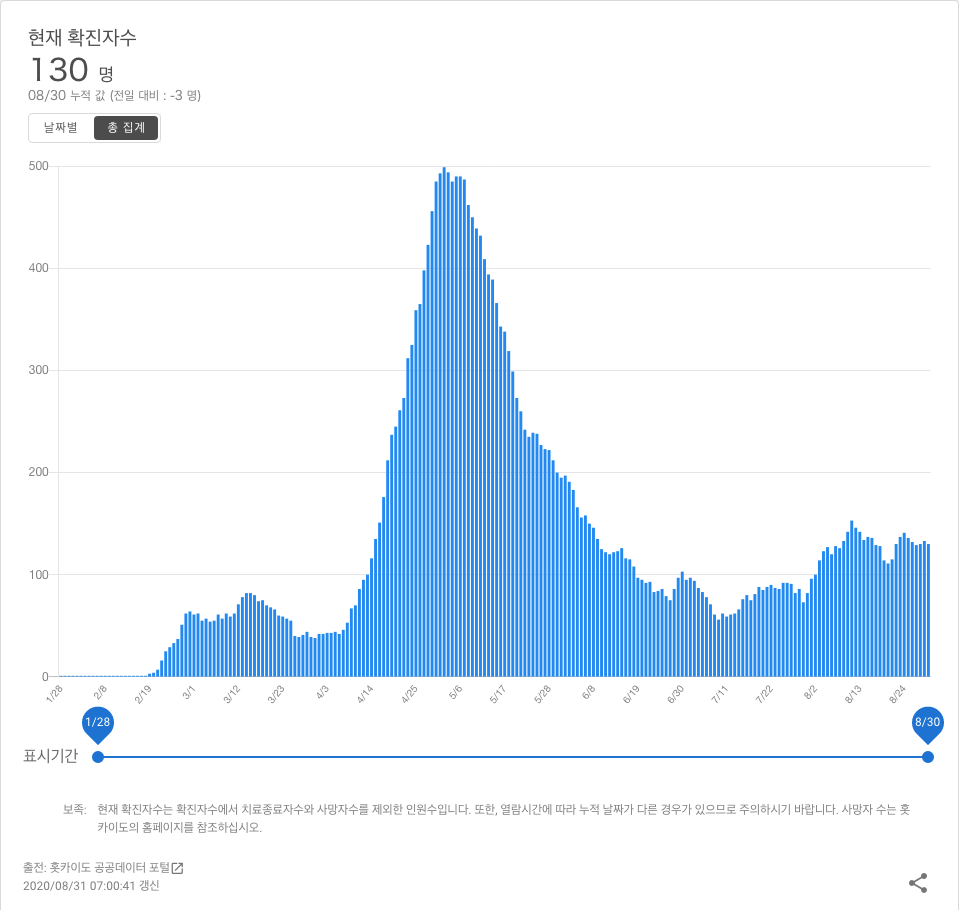 현재 확진자수
130 명
08/30 누적 값 (전일 대비 : -3 명)
날짜별 총 집계
500
400
300
200
100
0
1/28 2/8 2/19 3/1 3/12 3/23 4/3 4/14 4/25 5/6 5/17 5/28 6/8 6/19 6/30 7/11 7/22 8/2 8/13 8/24
1/28 8/30
표시기간
보족: 현재 확진자수는 확진자수에서 치료종료자수와 사망자수를 제외한 인원수입니다. 또한, 열람시간에 따라 누적 날짜가 다른 경우가 있으므로 주의하시기 바랍니다. 사망자 수는 홋
카이도의 홈페이지를 참조하십시오.
출전: 홋카이도 공공데이터 포털
2020/08/31 07:00:41 갱신